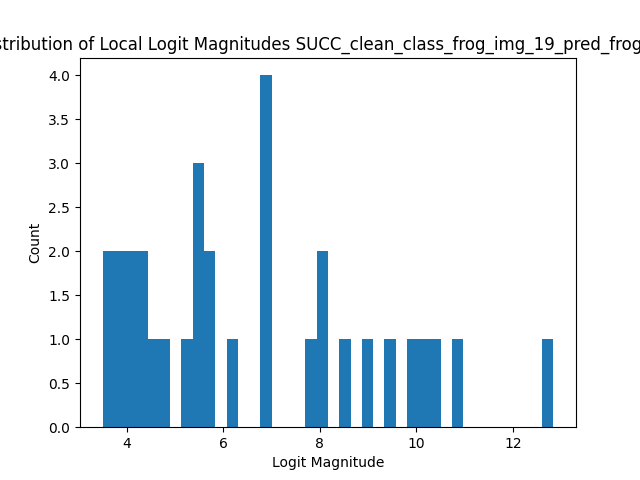 stribution of Local Logit Magnitudes SUCC_clean_class_frog_img_19_pred_frog
4.0
3.5
3.0
2.5
2.0
1.5
1.0
0.5
0.0
Count
4 6 8 10 12
Logit Magnitude